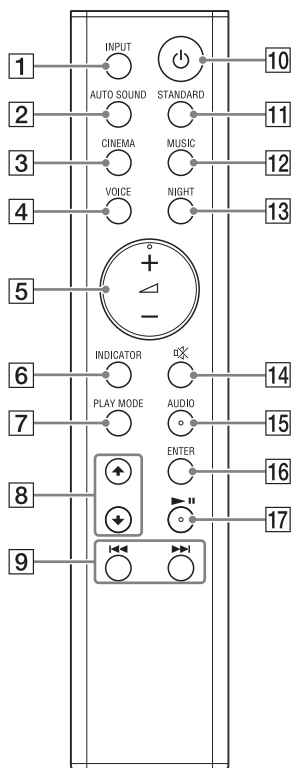 INPUT
1
10
AUTO SOUND
STANDARD
2
11
CINEMA
MUSIC
3
12
VOICE
NIGHT
4
13
+
5
–
INDICATOR
6
14
PLAY MODE
AUDIO
7
15
ENTER
8
16
17
9